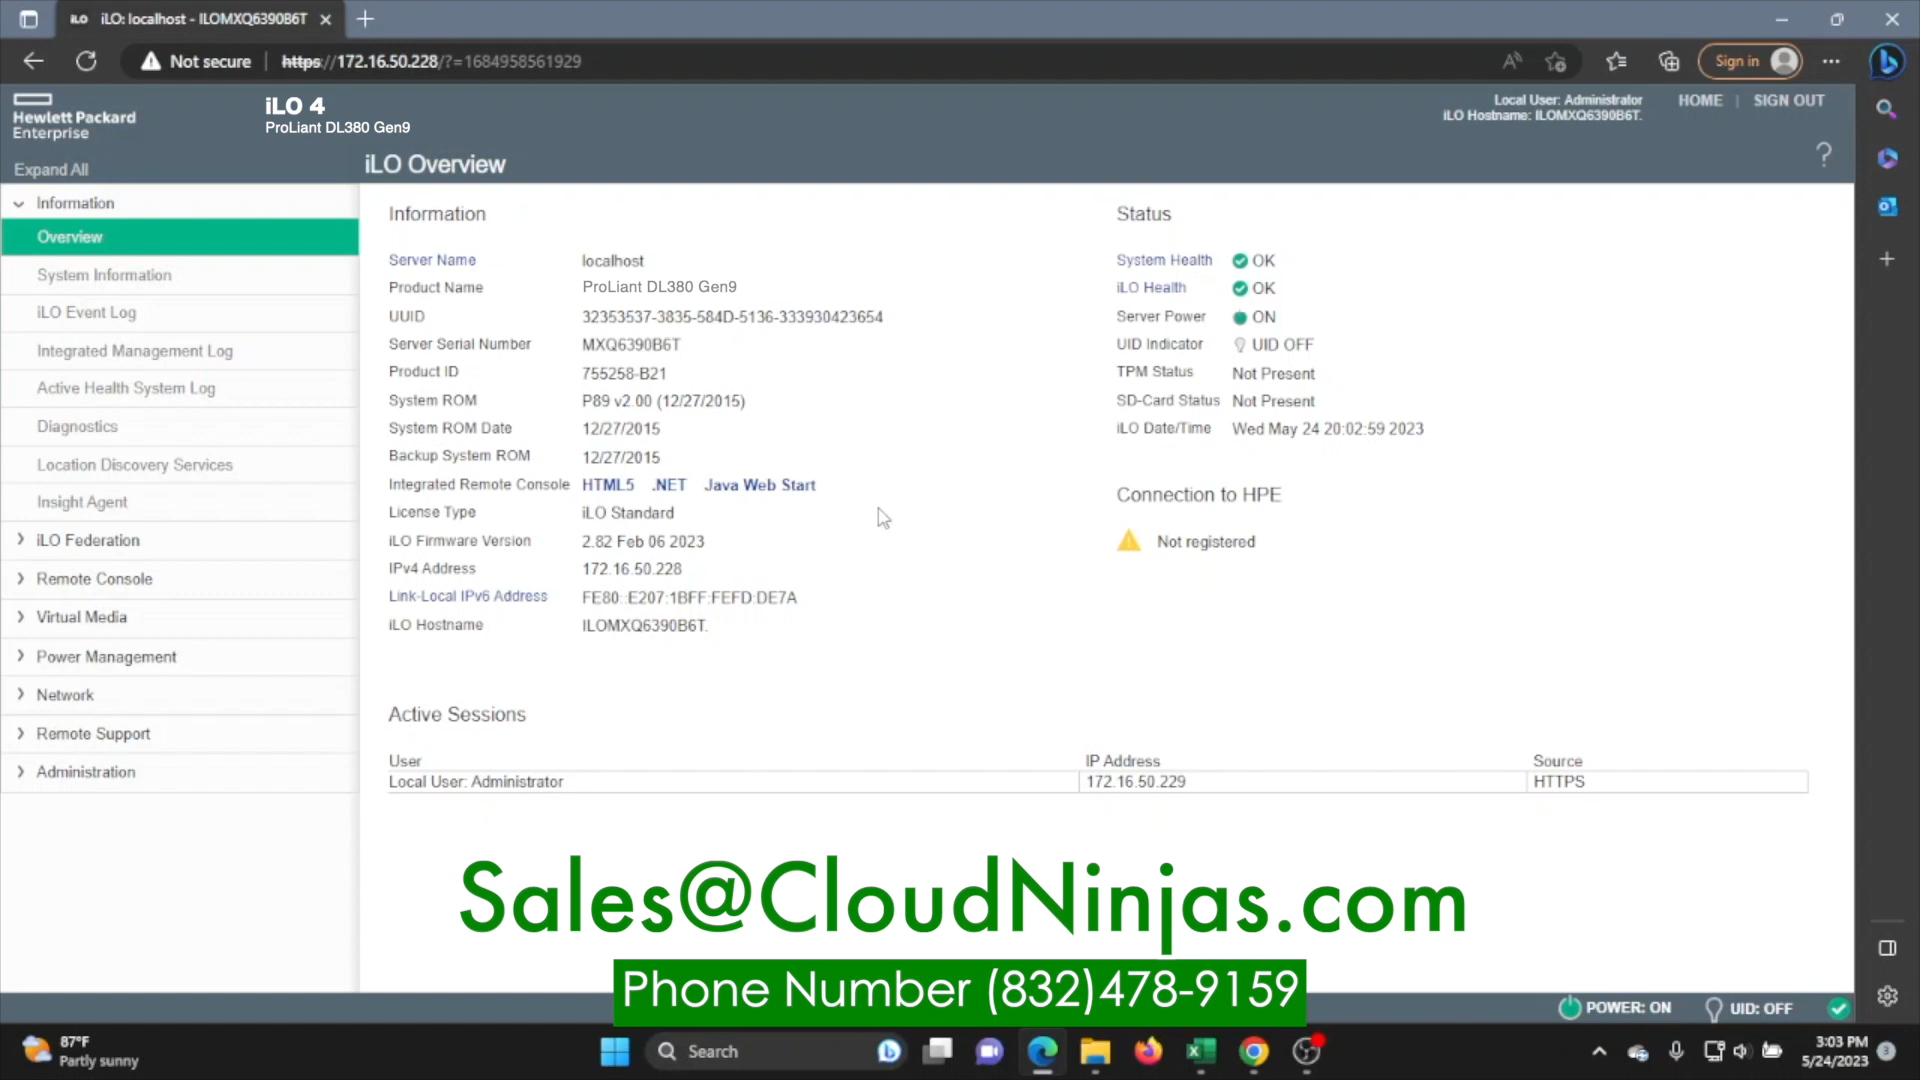 iLO iLO: localhost - ILOMXQ6390B6T
Not secure https://172.16.50.228/?=1684958561929
Sign in
Hewlett Packard
Enterprise
iLO 4
ProLiant DL380 Gen9
Local User: Administrator
iLO Hostname: ILOMXQ6390B6T.
HOME | SIGN OUT
Expand All
iLO Overview
?
Information
Overview
System Information
iLO Event Log
Integrated Management Log
Active Health System Log
Diagnostics
Location Discovery Services
Insight Agent
iLO Federation
Remote Console
Virtual Media
Power Management
Network
Remote Support
Administration
Information
Server Name localhost
Product Name ProLiant DL380 Gen9
UUID 32353537-3835-584D-5136-333930423654
Server Serial Number MXQ6390B6T
Product ID 755258-B21
System ROM P89 v2.00 (12/27/2015)
System ROM Date 12/27/2015
Backup System ROM 12/27/2015
Integrated Remote Console HTML5 .NET Java Web Start
License Type iLO Standard
iLO Firmware Version 2.82 Feb 06 2023
IPv4 Address 172.16.50.228
Link-Local IPv6 Address FE80::E207:1BFF:FEFD:DE7A
iLO Hostname ILOMXQ6390B6T.
Status
System Health OK
iLO Health OK
Server Power ON
UID Indicator UID OFF
TPM Status Not Present
SD-Card Status Not Present
iLO Date/Time Wed May 24 20:02:59 2023
Connection to HPE
Not registered
Active Sessions
User IP Address Source
Local User: Administrator 172.16.50.229 HTTPS
Sales@CloudNinjas.com
Phone Number (832)478-9159
POWER: ON UID: OFF
87°F
Partly sunny
Search
3:03 PM
5/24/2023
3